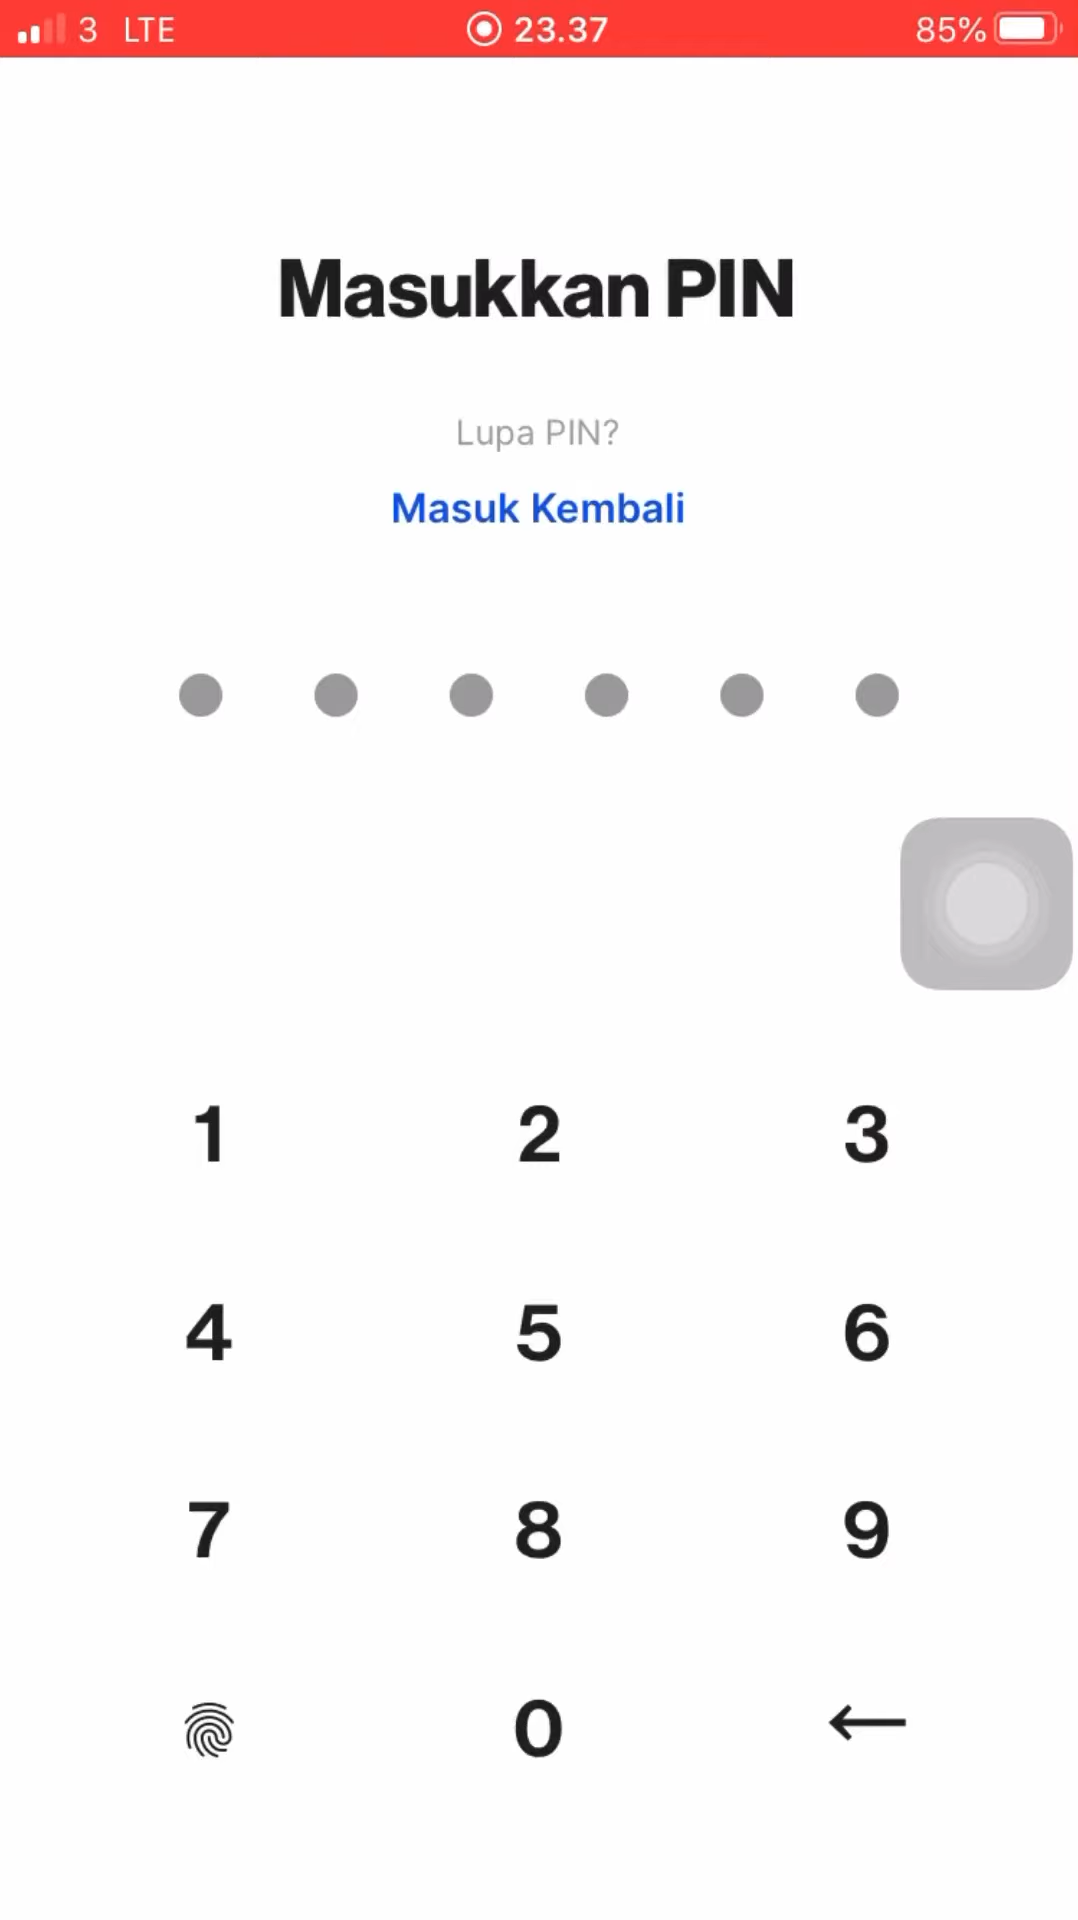 3 LTE 23.37 85%
Masukkan PIN
Lupa PIN?
Masuk Kembali
1 2 3
4 5 6
7 8 9
0